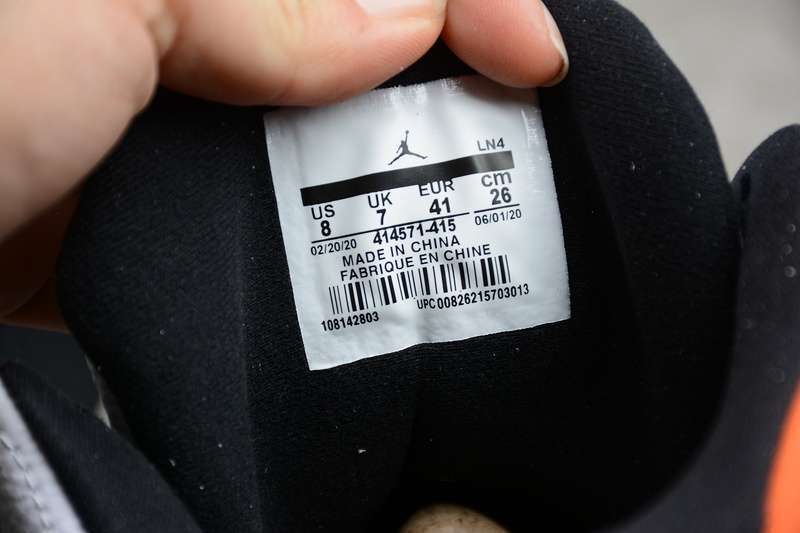 LN4
US UK EUR cm
8 7 41 26
02/20/20 414571-415 06/01/20
MADE IN CHINA
FABRIQUE EN CHINE
108142803 UPC00826215703013